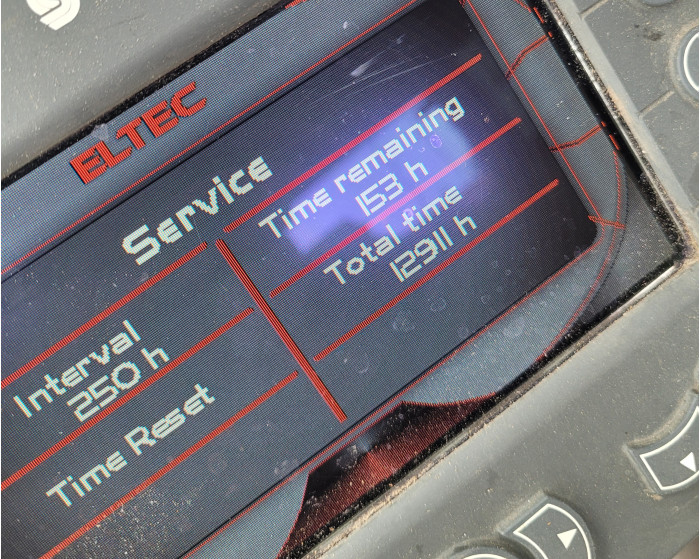 ELTEC
Service
Interval
250 h
Time Reset
Time remaining
153 h
Total time
12911 h